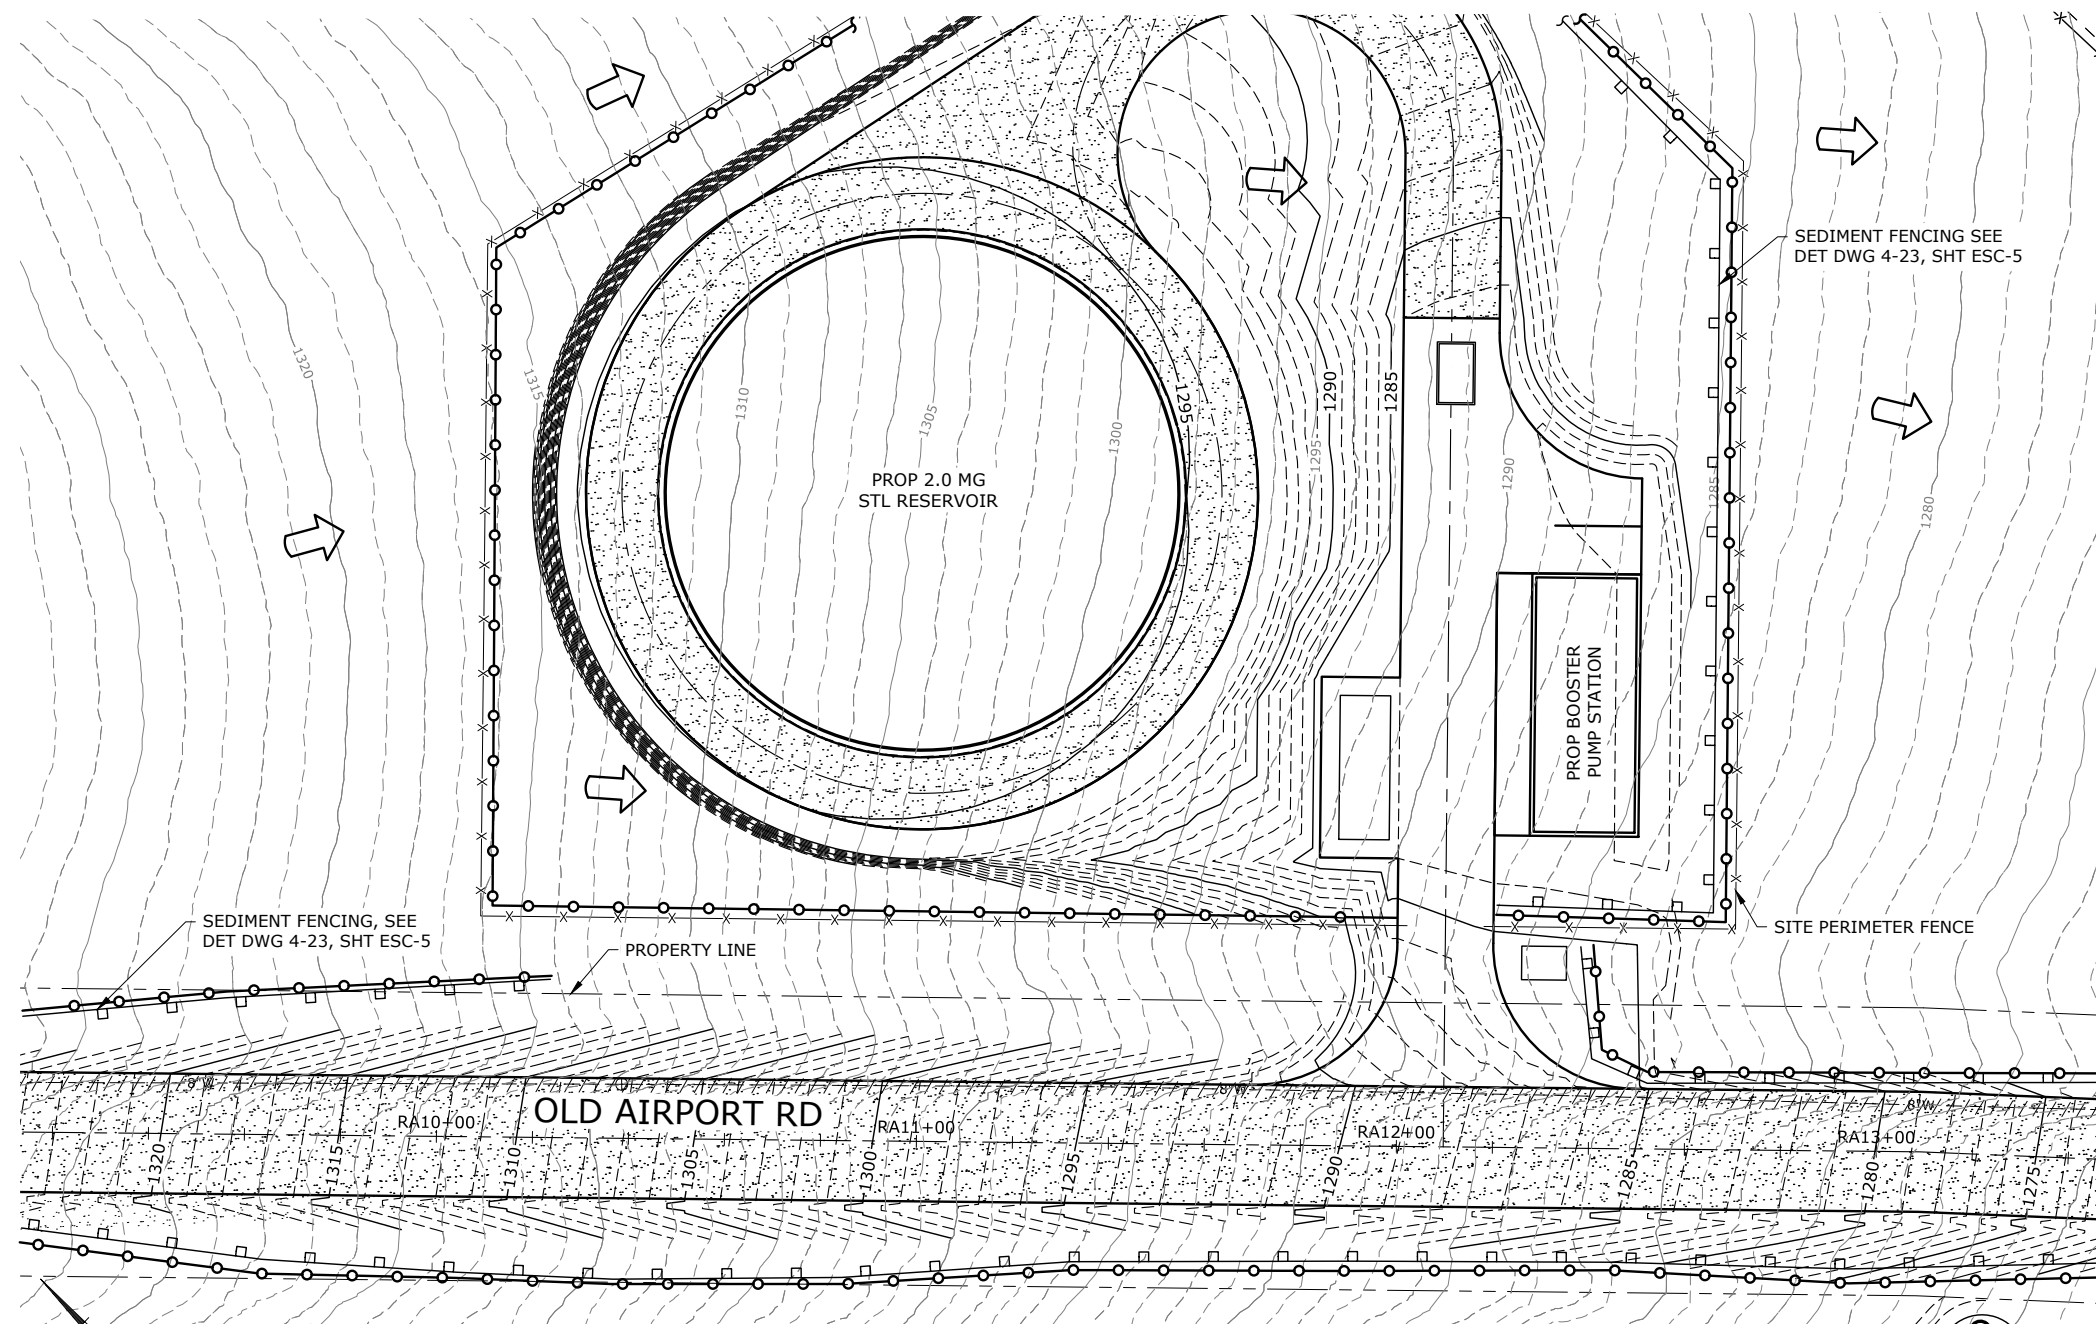 SEDIMENT FENCING SEE
DET DWG 4-23, SHT ESC-5
1320
1315
1310
1305
1300
1295
1295
1290
1285
1290
1285
1280
PROP 2.0 MG
STL RESERVOIR
PROP BOOSTER
PUMP STATION
SEDIMENT FENCING, SEE
DET DWG 4-23, SHT ESC-5
PROPERTY LINE
SITE PERIMETER FENCE
8"W
8"W
8"W
OLD AIRPORT RD
RA10+00
RA11+00
RA12+00
RA13+00
1320
1315
1310
1305
1300
1295
1290
1285
1280
1275